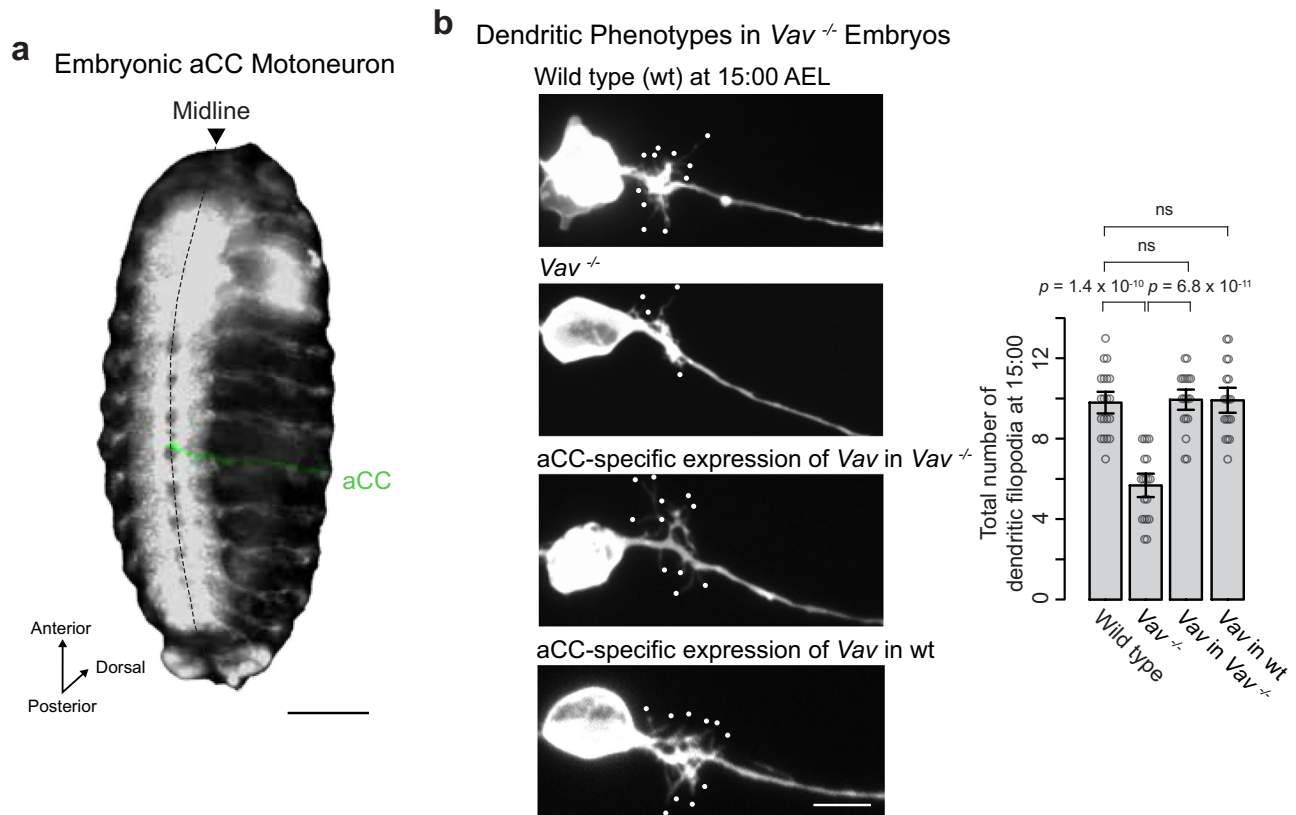 a
Embryonic aCC Motoneuron
Midline
aCC
Anterior
Dorsal
Posterior
b
Dendritic Phenotypes in Vav -/- Embryos
Wild type (wt) at 15:00 AEL
Vav -/-
aCC-specific expression of Vav in Vav -/-
aCC-specific expression of Vav in wt
ns
ns
p = 1.4 x 10-10 p = 6.8 x 10-11
Total number of
dendritic filopodia at 15:00
12
8
4
0
Wild type
Vav -/-
Vav in Vav -/-
Vav in wt